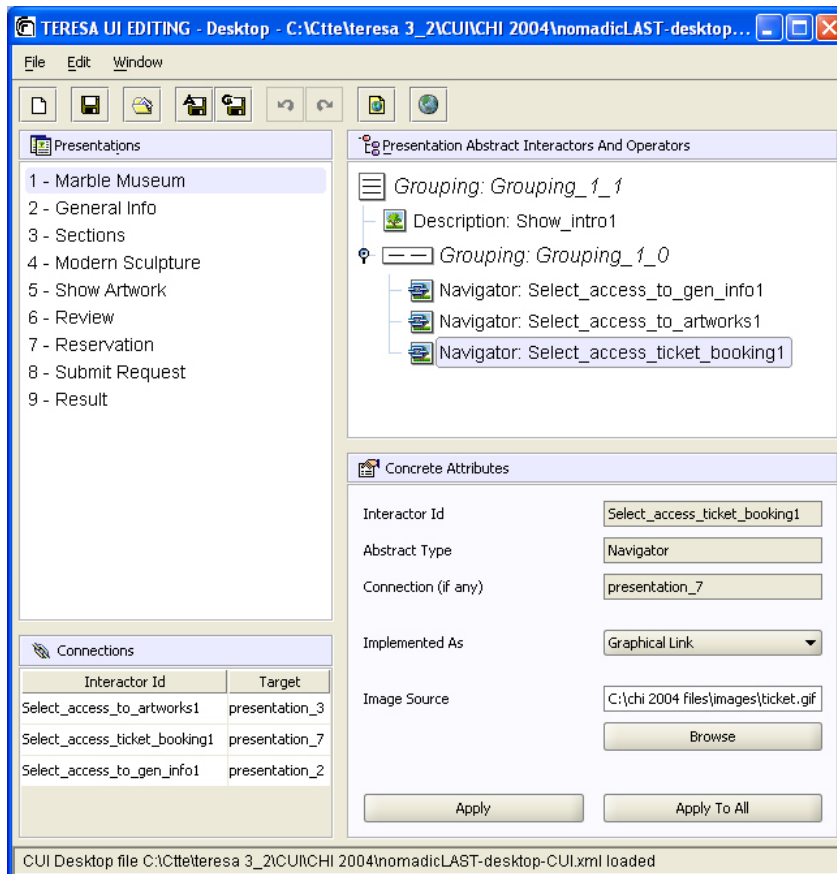 TERESA UI EDITING - Desktop - C:\Ctte\teresa 3_2\CUI\CHI 2004\nomadicLAST-desktop...
File Edit Window
Presentations
1 - Marble Museum
2 - General Info
3 - Sections
4 - Modern Sculpture
5 - Show Artwork
6 - Review
7 - Reservation
8 - Submit Request
9 - Result
Presentation Abstract Interactors And Operators
Grouping: Grouping_1_1
Description: Show_intro1
Grouping: Grouping_1_0
Navigator: Select_access_to_gen_info1
Navigator: Select_access_to_artworks1
Navigator: Select_access_ticket_booking1
Concrete Attributes
Interactor Id Select_access_ticket_booking1
Abstract Type Navigator
Connection (if any) presentation_7
Implemented As Graphical Link
Image Source C:\chi 2004 files\images\ticket.gif
Browse
Apply Apply To All
Connections
Interactor Id Target
Select_access_to_artworks1 presentation_3
Select_access_ticket_booking1 presentation_7
Select_access_to_gen_info1 presentation_2
CUI Desktop file C:\Ctte\teresa 3_2\CUI\CHI 2004\nomadicLAST-desktop-CUI.xml loaded